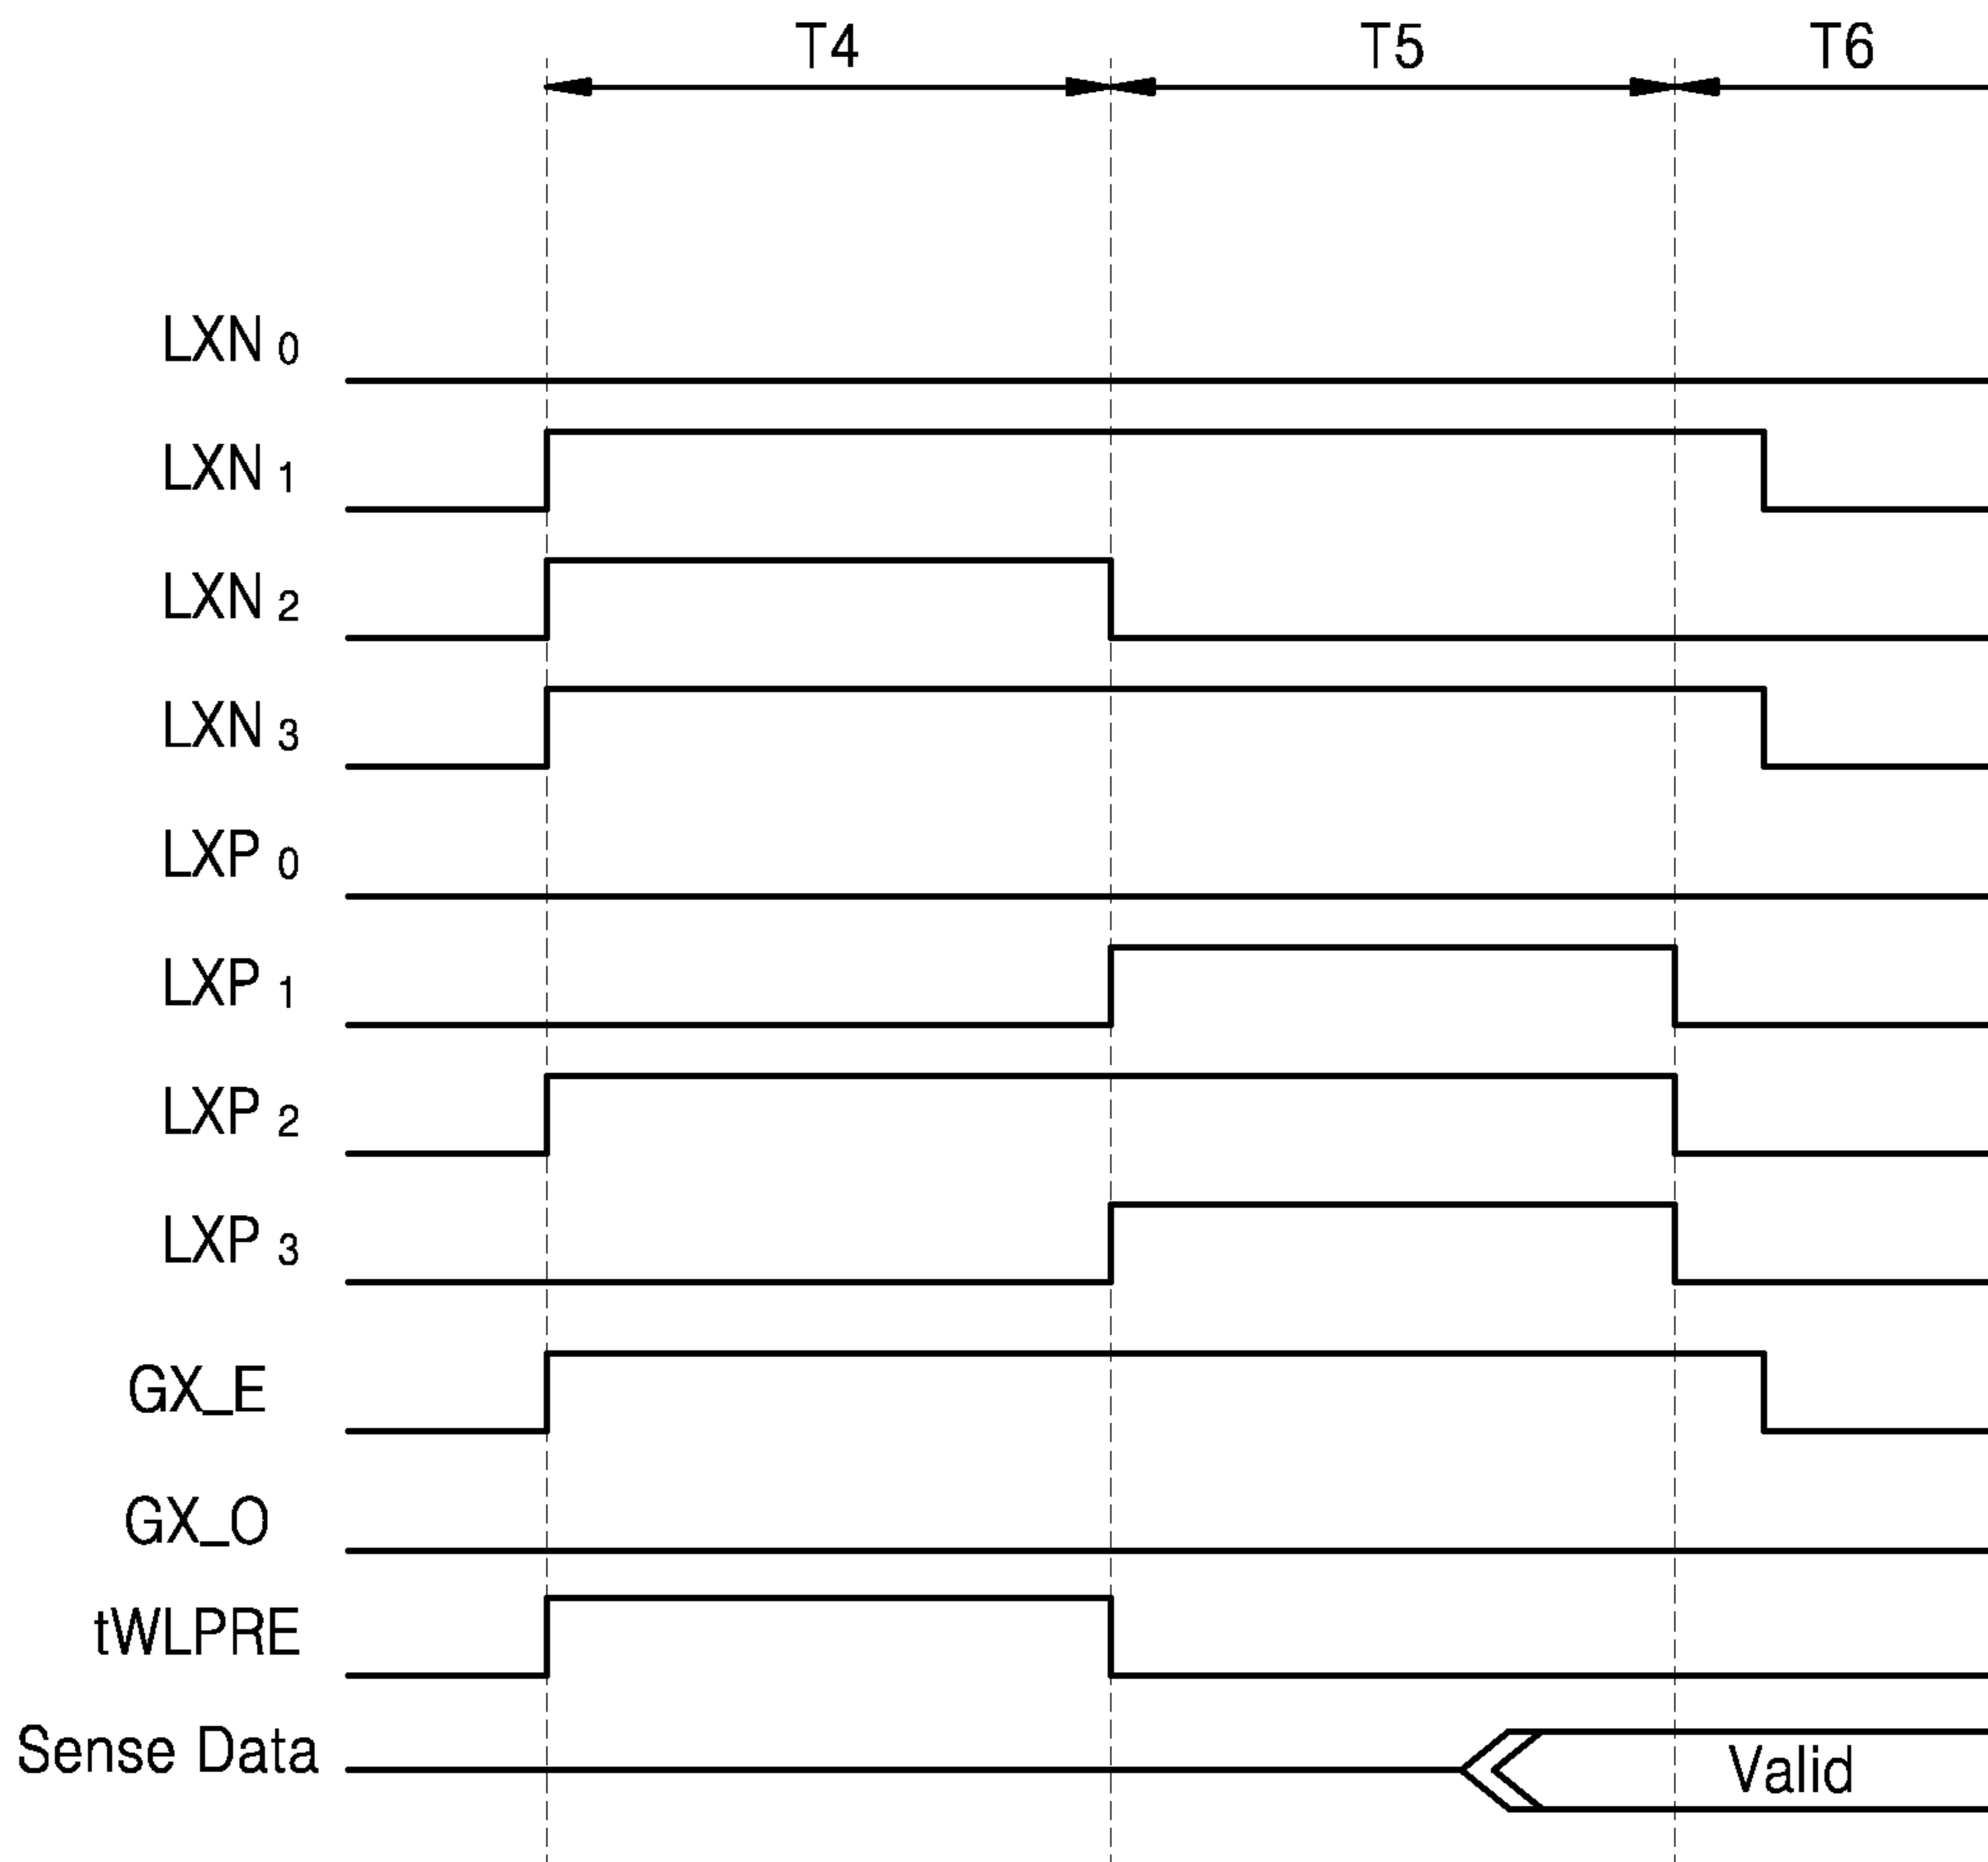 T4 T5 T6
LXN 0
LXN 1
LXN 2
LXN 3
LXP 0
LXP 1
LXP 2
LXP 3
GX_E
GX_O
tWLPRE
Sense Data Valid